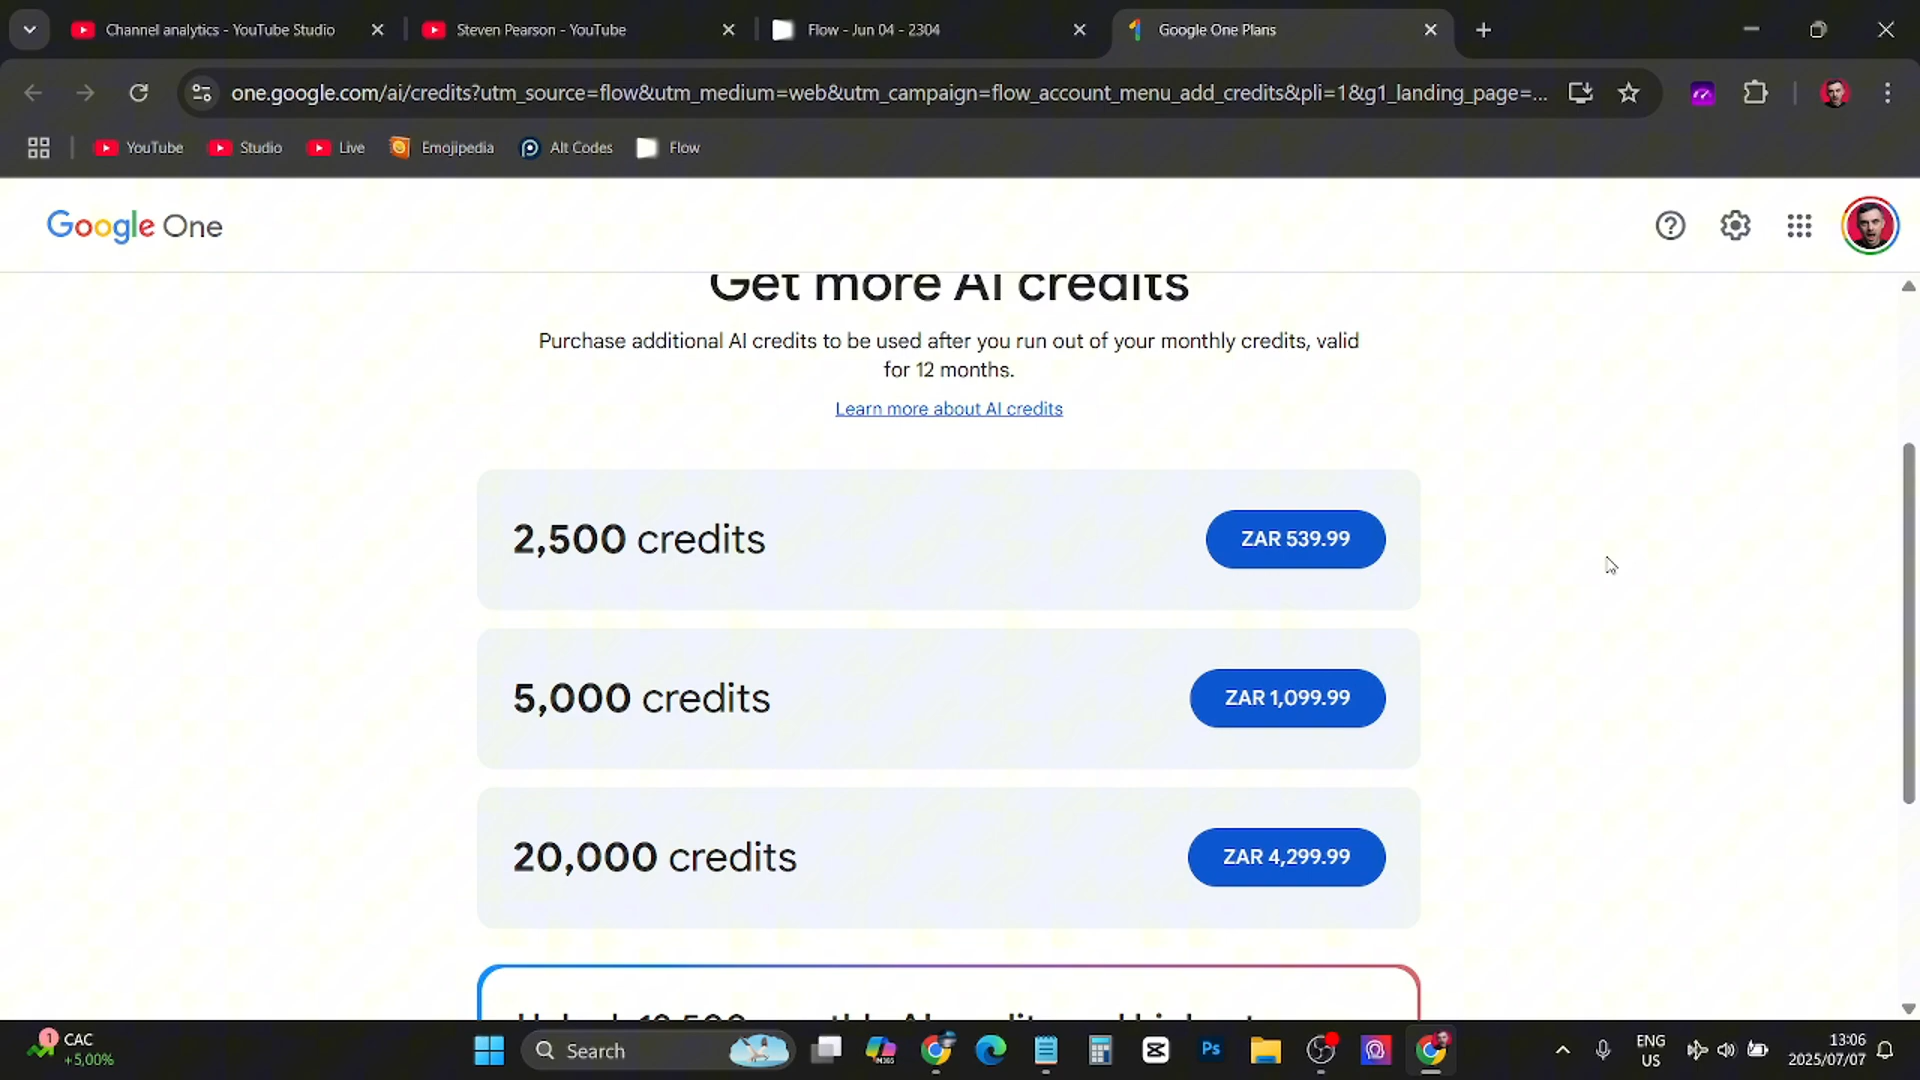 Channel analytics - YouTube Studio
Steven Pearson - YouTube
Flow - Jun 04 - 2304
Google One Plans
one.google.com/ai/credits?utm_source=flow&utm_medium=web&utm_campaign=flow_account_menu_add_credits&pli=1&g1_landing_page=...
YouTube
Studio
Live
Emojipedia
Alt Codes
Flow
Google One
Get more AI credits
Purchase additional AI credits to be used after you run out of your monthly credits, valid
for 12 months.
Learn more about AI credits
2,500 credits
ZAR 539.99
5,000 credits
ZAR 1,099.99
20,000 credits
ZAR 4,299.99
1
CAC
+5,00%
Search
M365
Ps
ENG
US
13:06
2025/07/07